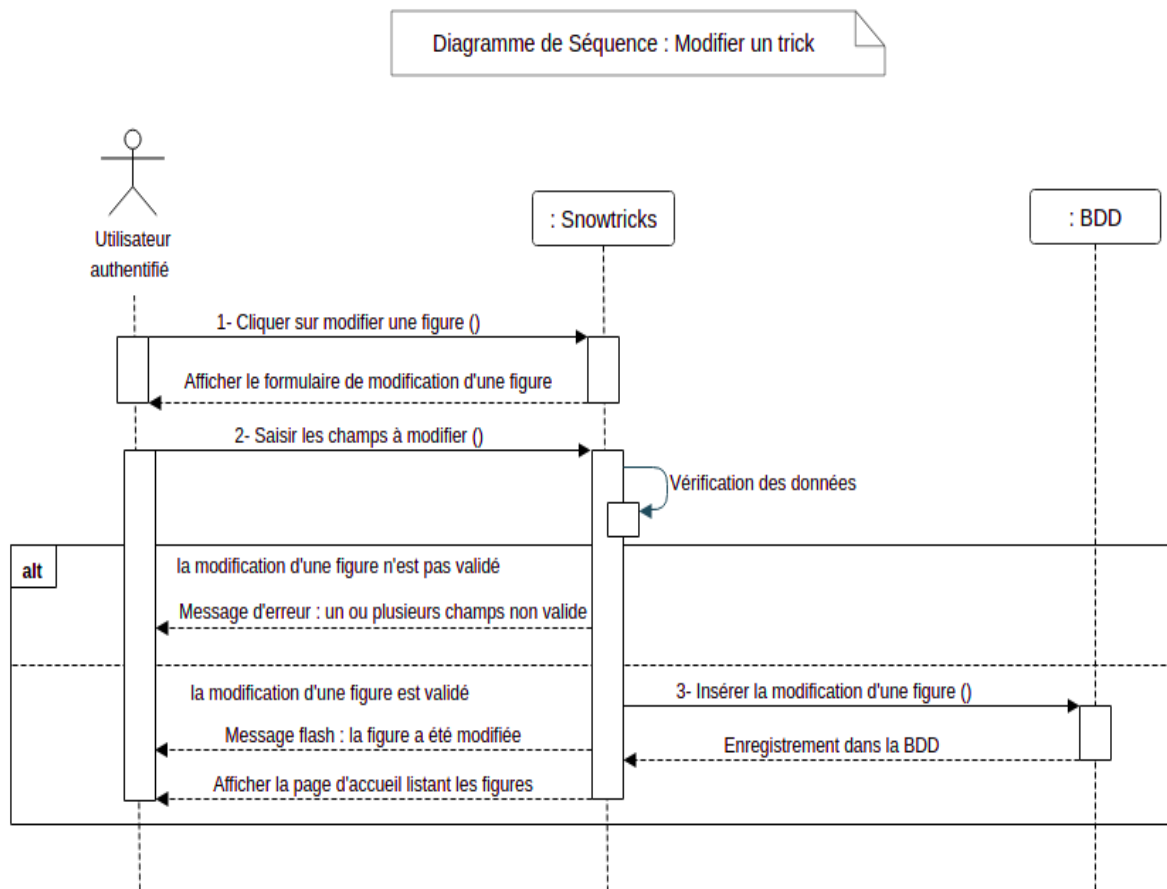 Diagramme de Séquence : Modifier un trick
Utilisateur
authentifié
: Snowtricks
: BDD
1- Cliquer sur modifier une figure ()
Afficher le formulaire de modification d'une figure
2- Saisir les champs à modifier ()
Vérification des données
alt
la modification d'une figure n'est pas validé
Message d'erreur : un ou plusieurs champs non valide
la modification d'une figure est validé
3- Insérer la modification d'une figure ()
Message flash : la figure a été modifiée
Enregistrement dans la BDD
Afficher la page d'accueil listant les figures